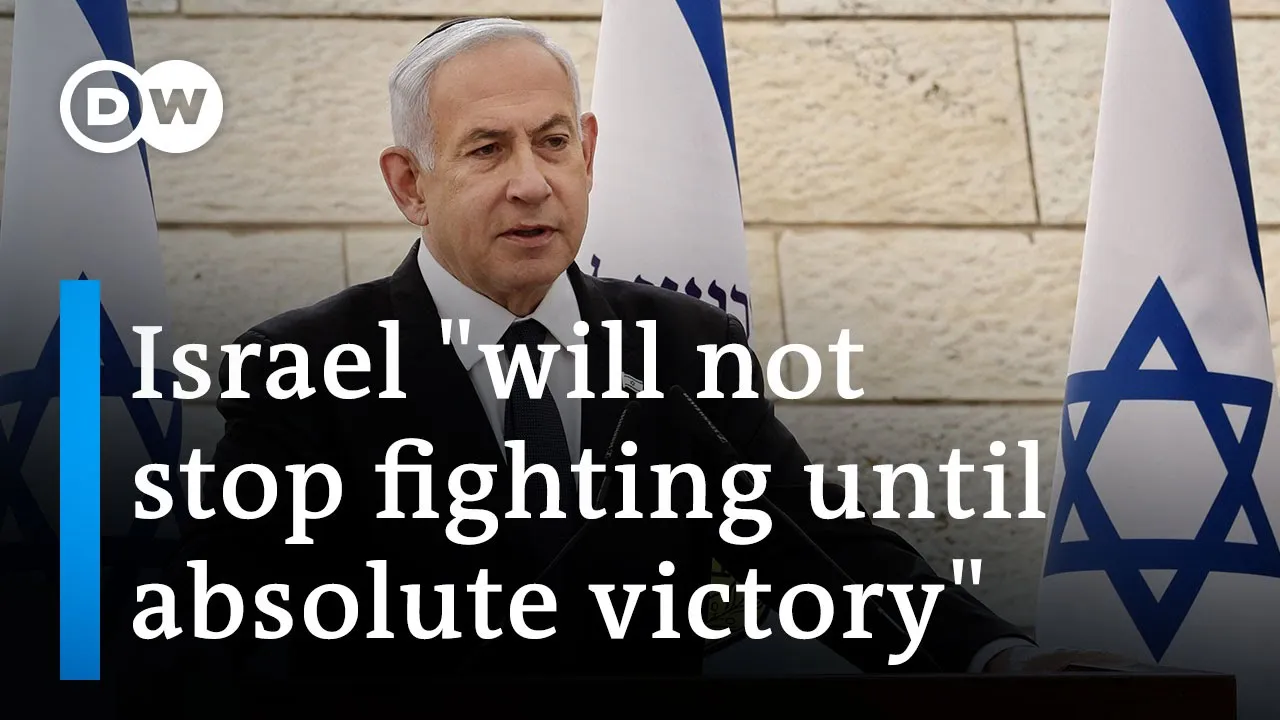 DW
Israel "will not
stop fighting until
absolute victory"